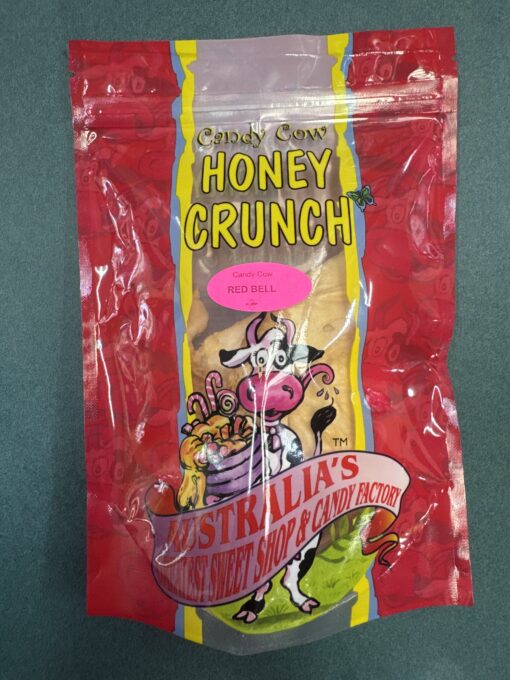 Candy Cow
HONEY
CRUNCH
Candy Cow
RED BELL
TM
AUSTRALIA'S
SWEET SHOP & CANDY FACTORY